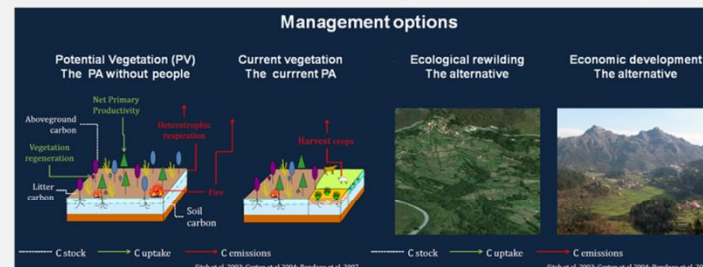 Management options
Potential Vegetation (PV)
The PA without people
Current vegetation
The currrent PA
Ecological rewilding
The alternative
Economic development
The alternative
Net Primary
Productivity
Aboveground
carbon
Heterotrophic
respiration
Vegetation
regeneration
Harvest crops
Litter
carbon
Fire
Soil
carbon
C stock
C uptake
C emissions
C stock
C uptake
C emissions